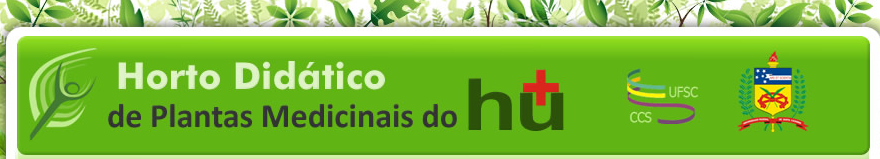 Horto Didático
de Plantas Medicinais do hu
UFSC
CCS